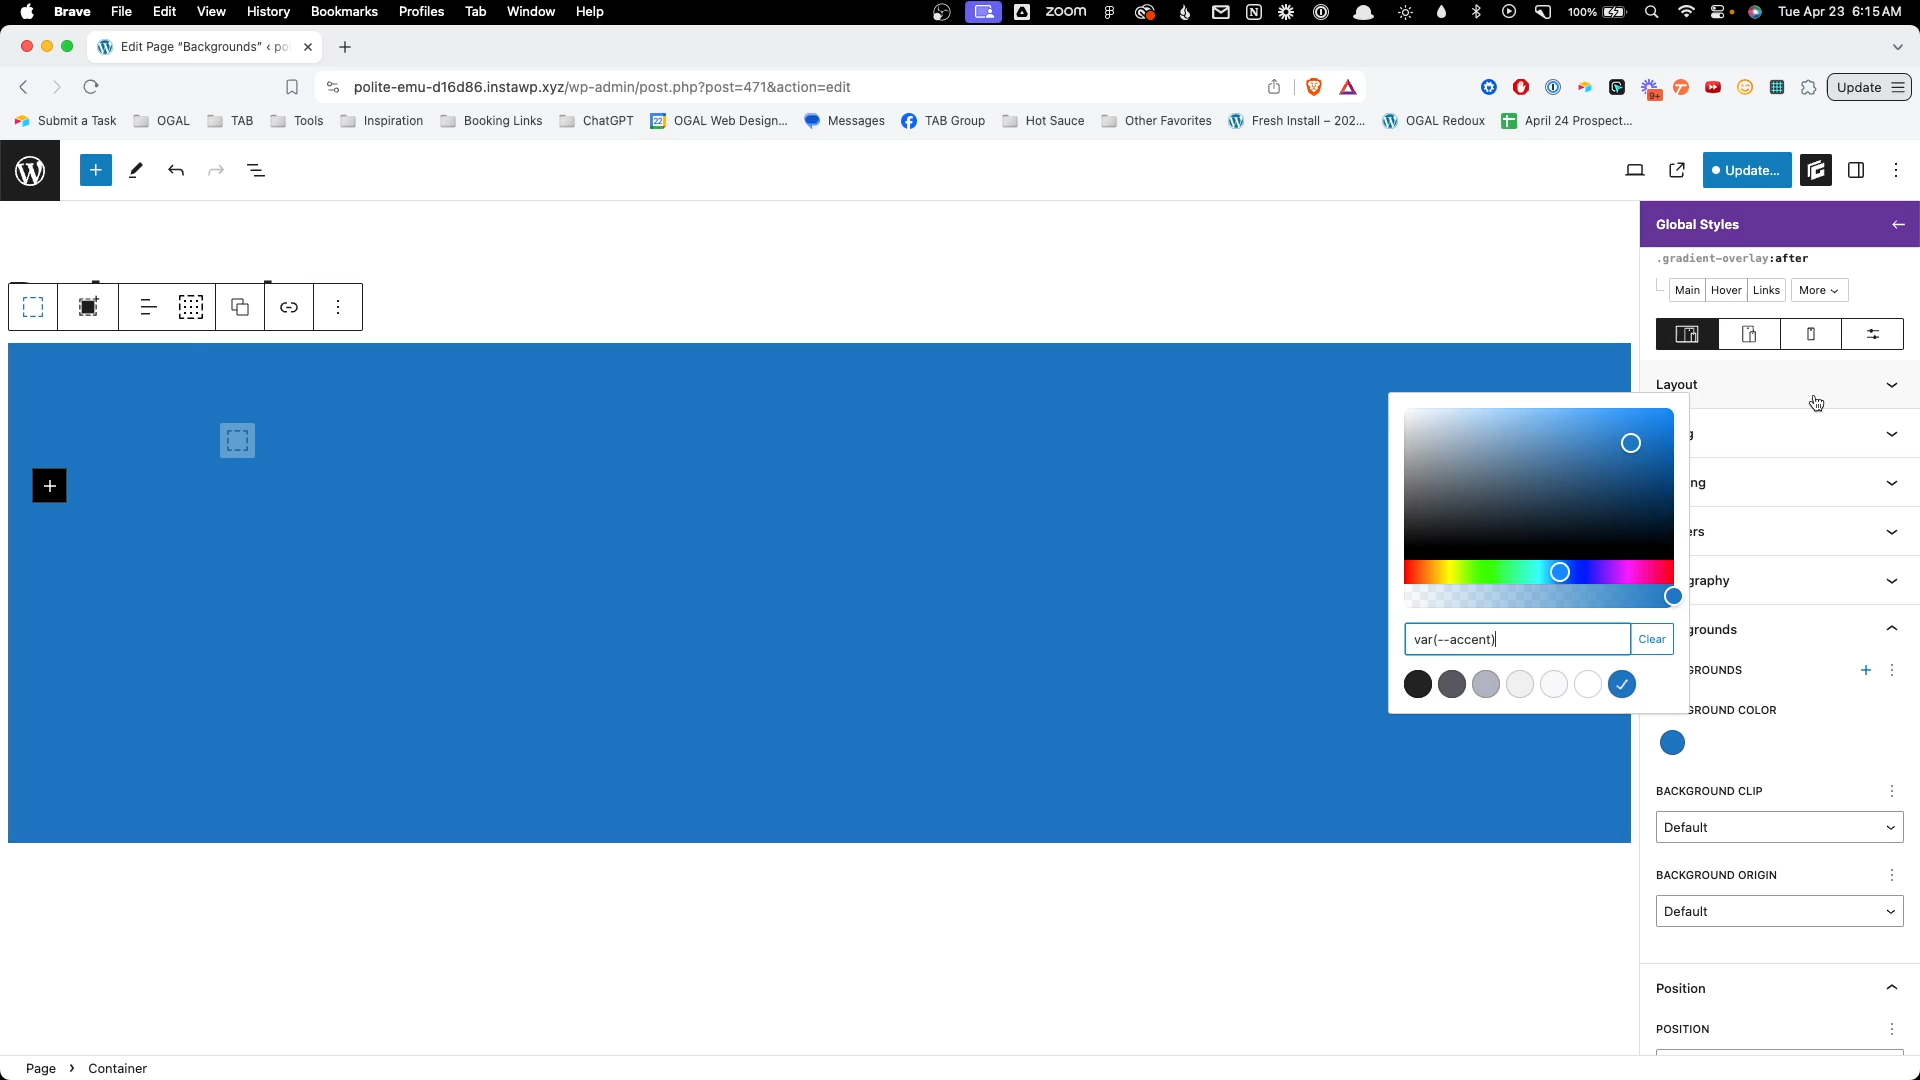 Brave File Edit View History Bookmarks Profiles Tab Window Help zoom 100% Tue Apr 23 6:15 AM
Edit Page "Backgrounds" ‹ po
polite-emu-d16d86.instawp.xyz/wp-admin/post.php?post=471&action=edit 9+ Update
Submit a Task OGAL TAB Tools Inspiration Booking Links ChatGPT 22 OGAL Web Design... Messages TAB Group Hot Sauce Other Favorites Fresh Install – 202... OGAL Redoux April 24 Prospect...
Update...
Global Styles
.gradient-overlay:after
Main Hover Links More
Layout
g
ng
ers
graphy
var(--accent) Clear
grounds
GROUNDS
GROUND COLOR
BACKGROUND CLIP
Default
BACKGROUND ORIGIN
Default
Position
POSITION
Page › Container